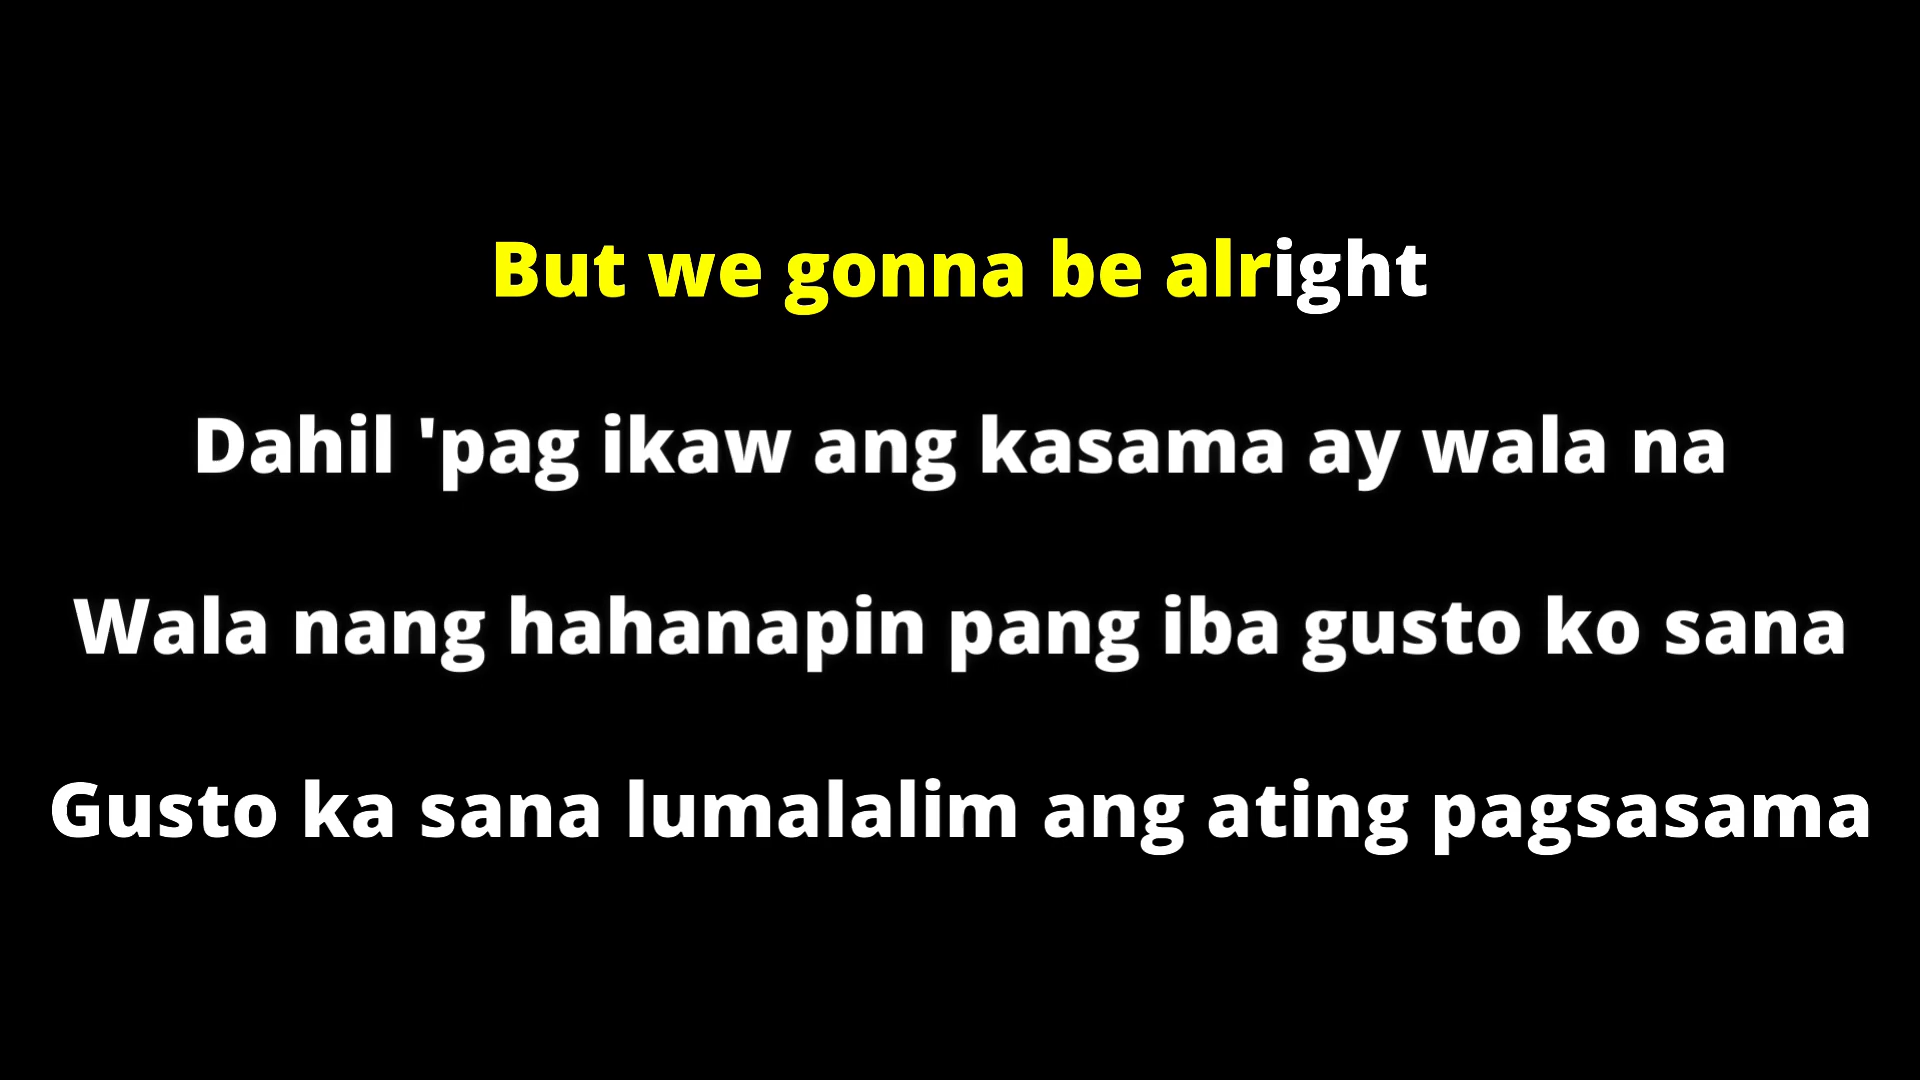 But we gonna be alright
Dahil 'pag ikaw ang kasama ay wala na
Wala nang hahanapin pang iba gusto ko sana
Gusto ka sana lumalalim ang ating pagsasama